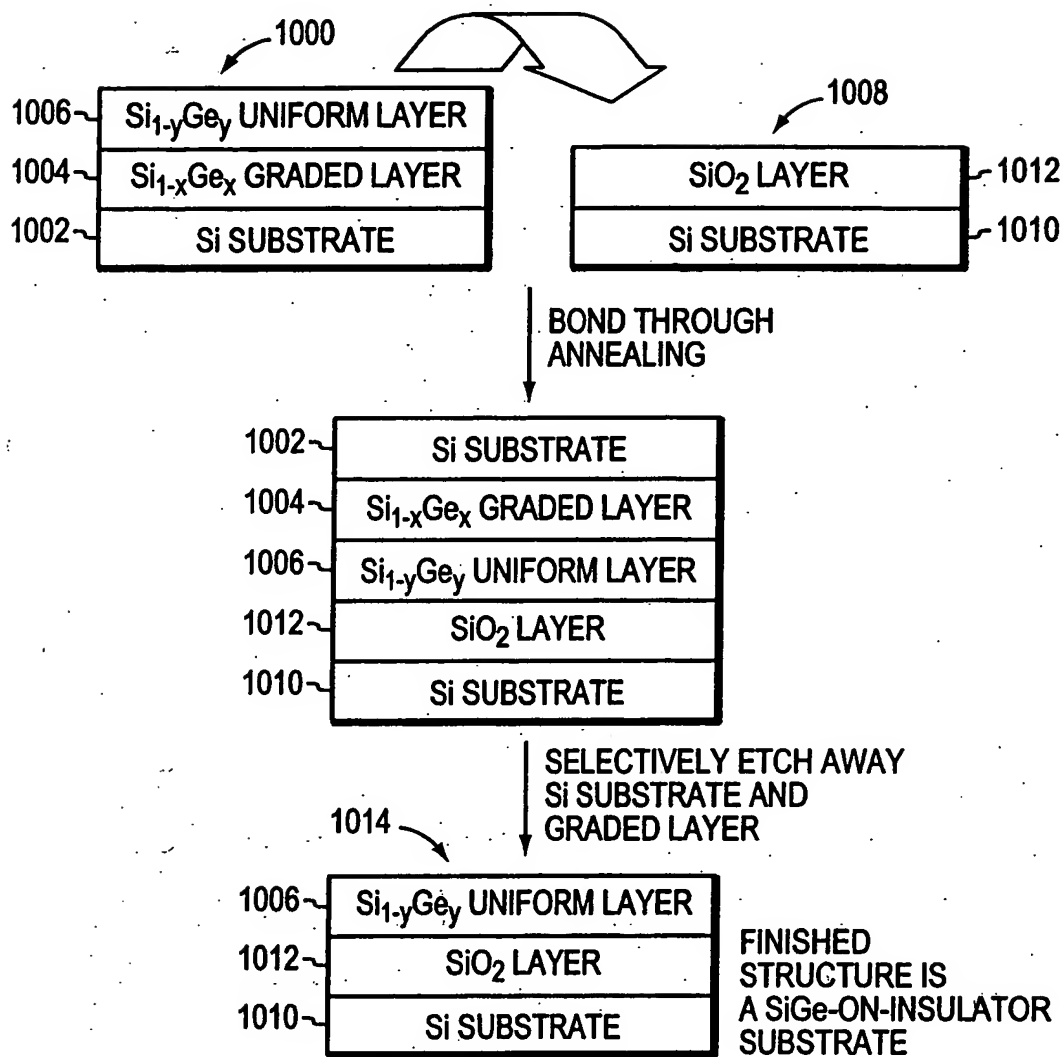 1000
1006 Si1-yGey UNIFORM LAYER
1004 Si1-xGex GRADED LAYER
1002 Si SUBSTRATE
1008
SiO2 LAYER 1012
Si SUBSTRATE 1010
BOND THROUGH
ANNEALING
1002 Si SUBSTRATE
1004 Si1-xGex GRADED LAYER
1006 Si1-yGey UNIFORM LAYER
1012 SiO2 LAYER
1010 Si SUBSTRATE
SELECTIVELY ETCH AWAY
Si SUBSTRATE AND
GRADED LAYER
1014
1006 Si1-yGey UNIFORM LAYER
1012 SiO2 LAYER
1010 Si SUBSTRATE
FINISHED
STRUCTURE IS
A SiGe-ON-INSULATOR
SUBSTRATE